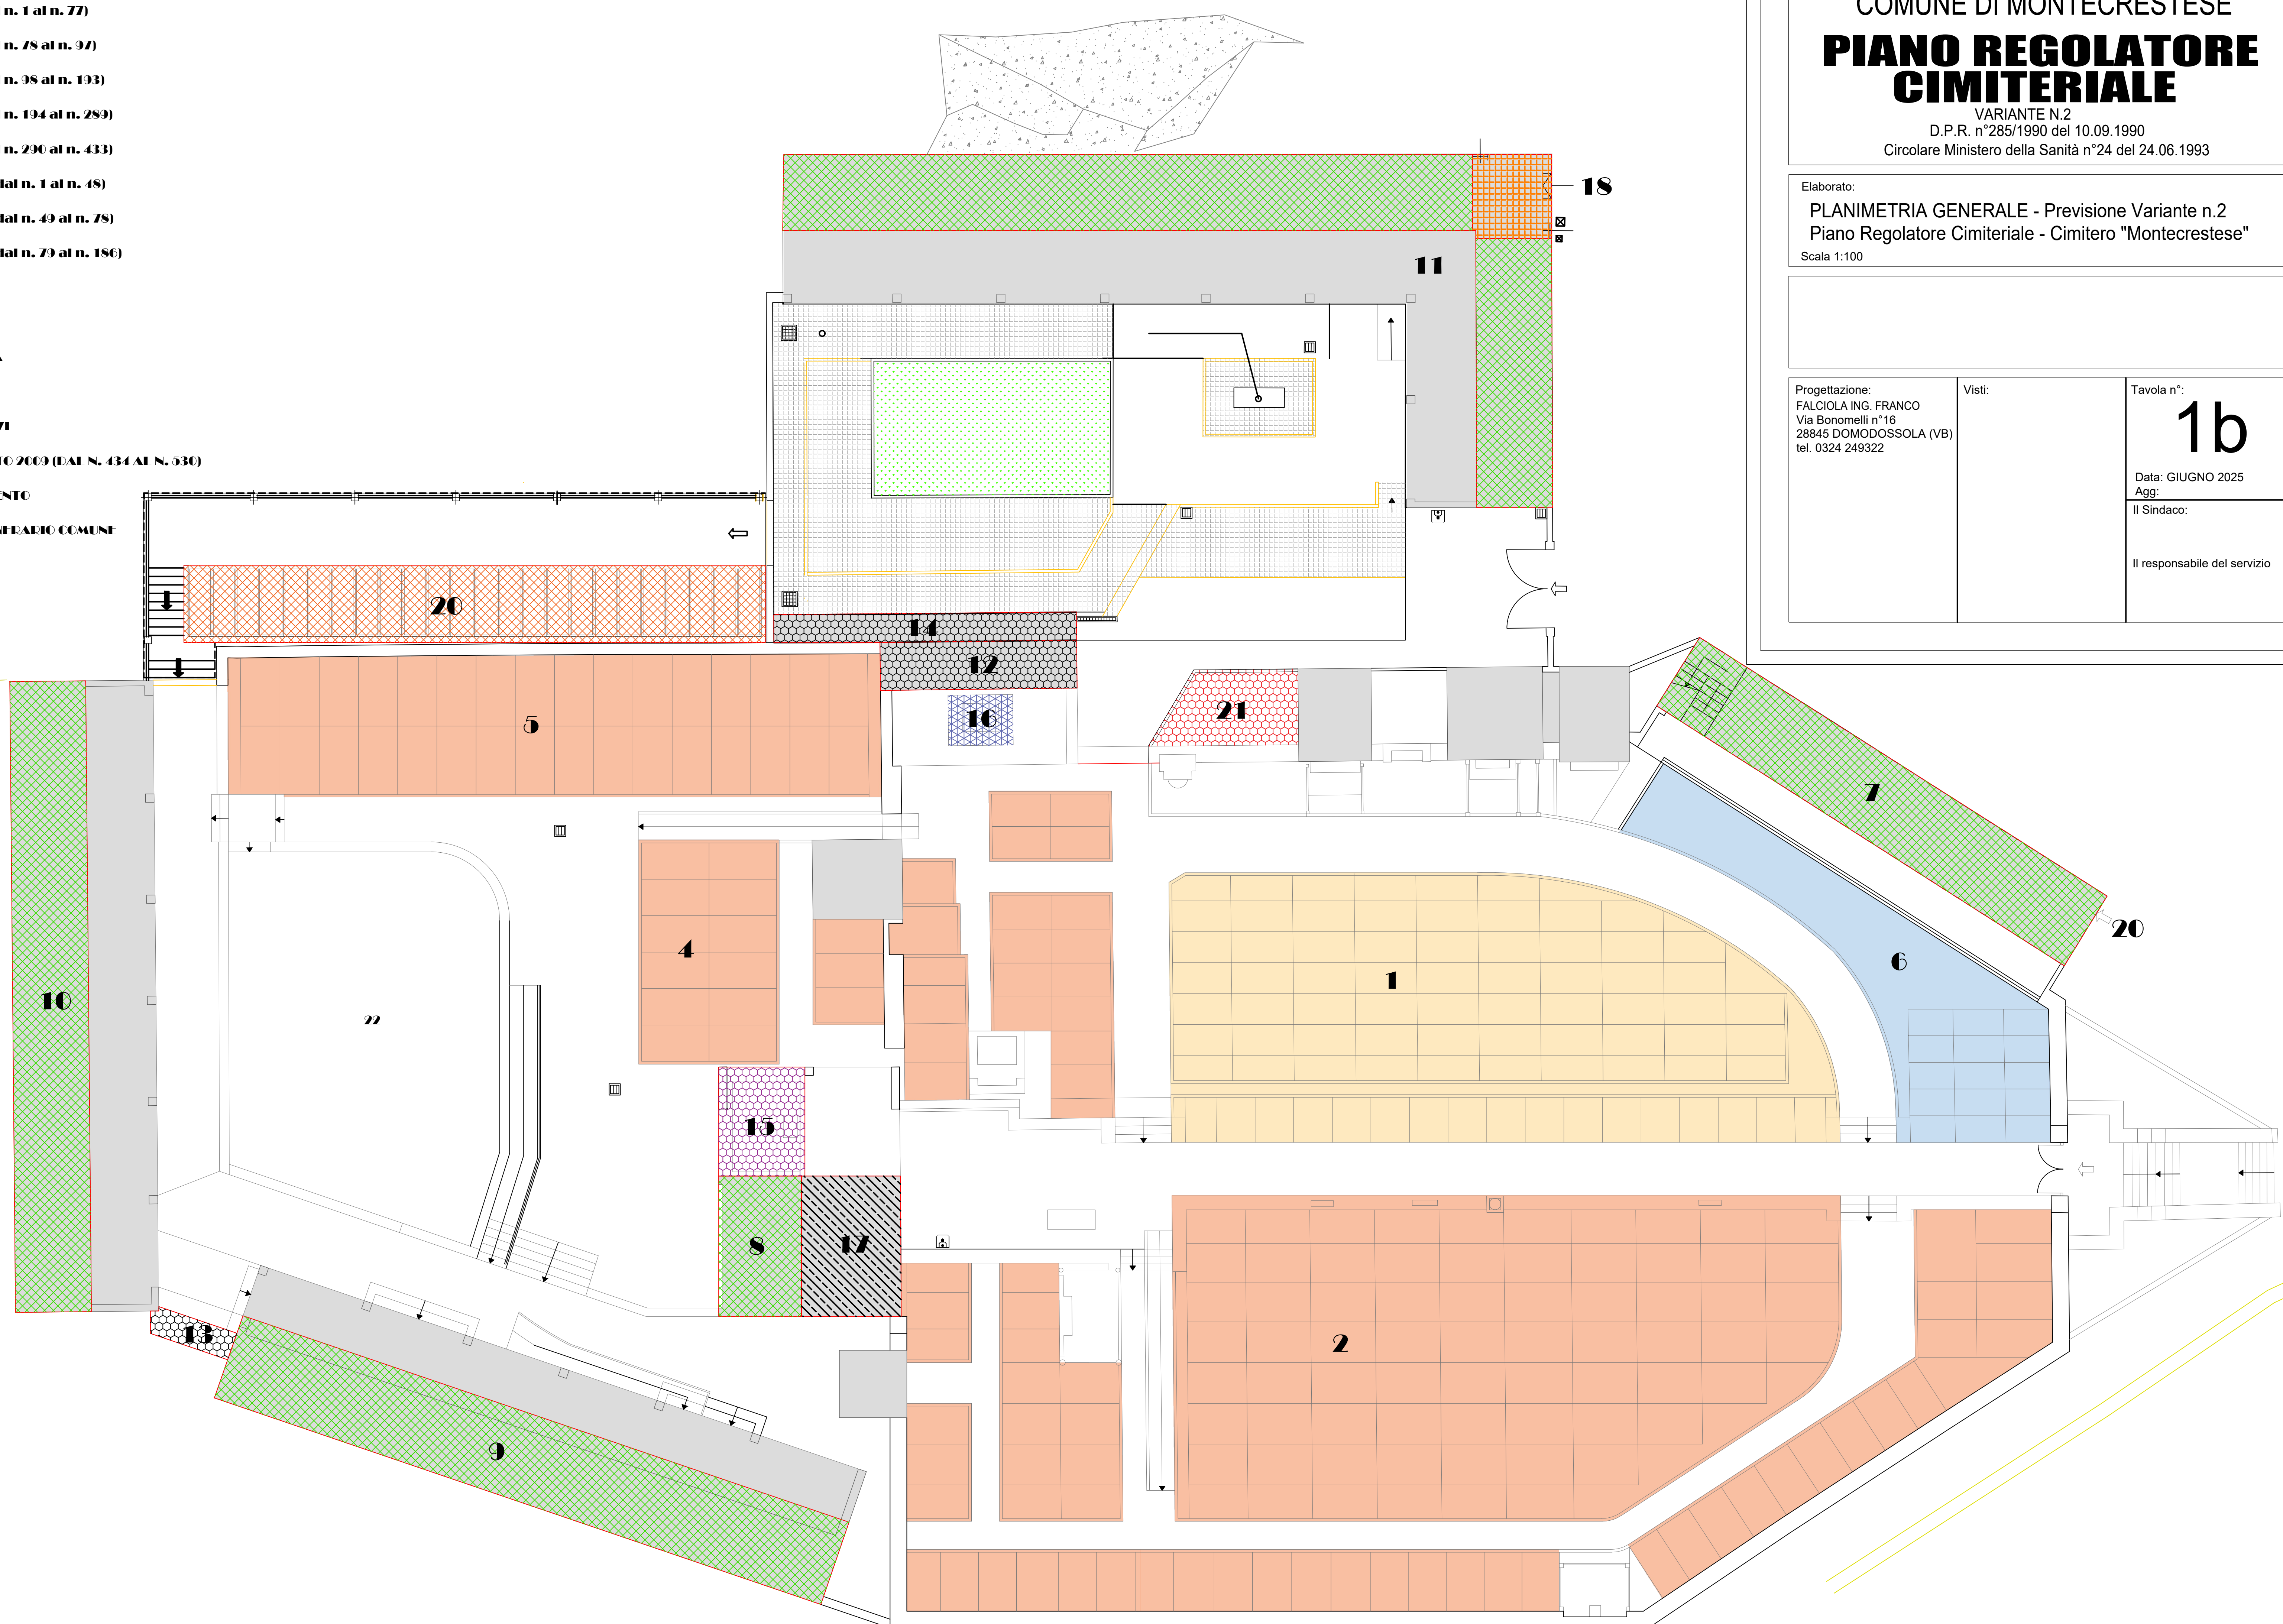 n. 1 al n. 77)
n. 78 al n. 97)
n. 98 al n. 193)
n. 194 al n. 289)
n. 290 al n. 433)
dal n. 1 al n. 48)
dal n. 49 al n. 78)
dal n. 79 al n. 186)
TO 2009 (DAL N. 434 AL N. 530)
NERARIO COMUNE
COMUNE DI MONTECRESTESE
PIANO REGOLATORE
CIMITERIALE
VARIANTE N.2
D.P.R. n°285/1990 del 10.09.1990
Circolare Ministero della Sanità n°24 del 24.06.1993
Elaborato:
PLANIMETRIA GENERALE - Previsione Variante n.2
Piano Regolatore Cimiteriale - Cimitero "Montecrestese"
Scala 1:100
Progettazione:
FALCIOLA ING. FRANCO
Via Bonomelli n°16
28845 DOMODOSSOLA (VB)
tel. 0324 249322
Visti:
Tavola n°:
1b
Data: GIUGNO 2025
Agg:
Il Sindaco:
Il responsabile del servizio
18
11
20
14
12
16
21
5
7
20
6
4
1
10
22
15
8
17
13
2
9